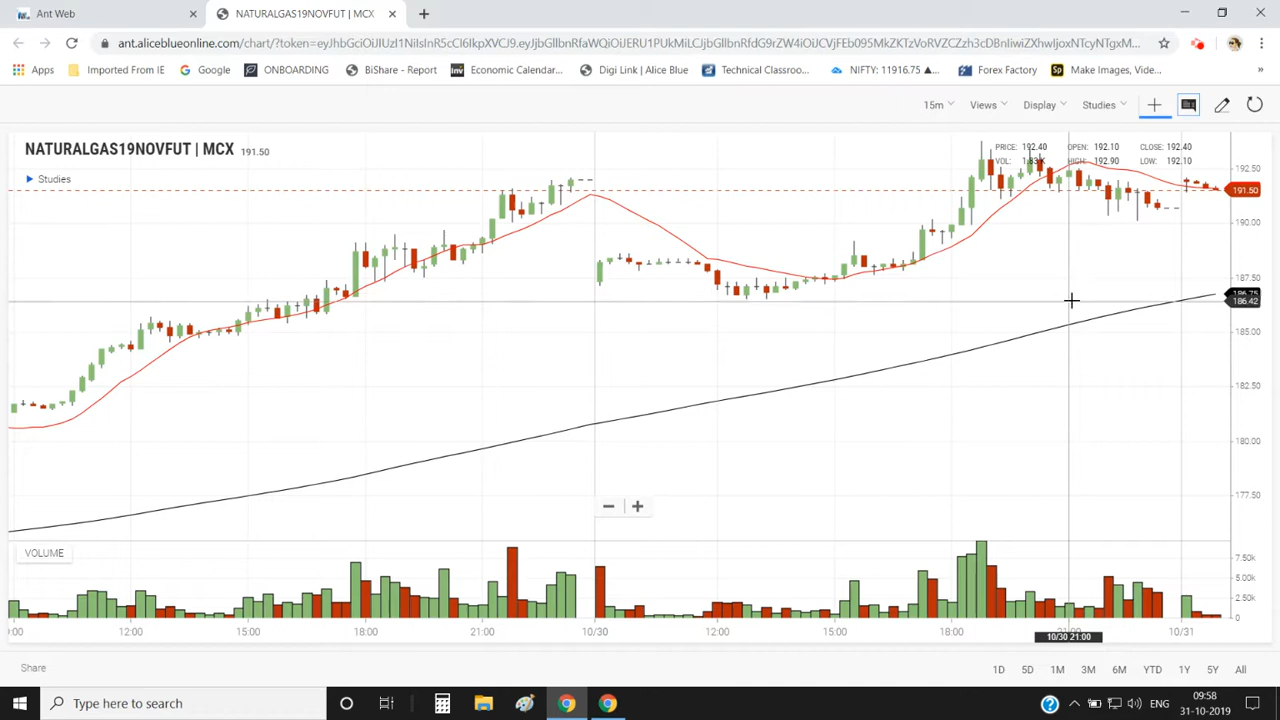 Ant Web
NATURALGAS19NOVFUT | MCX
Apps
Imported From IE
Google
ONBOARDING
BiShare - Report
Economic Calendar...
Digi Link | Alice Blue
Technical Classroo...
NIFTY: 11916.75 ▲...
Forex Factory
Make Images, Vide...
»
15m
Views
Display
Studies
NATURALGAS19NOVFUT | MCX 191.50
PRICE: 192.40 OPEN: 192.10 CLOSE: 192.40
HIGH: 192.90 LOW: 192.10
Studies
192.50
191.50
190.00
187.50
186.42
185.00
182.50
180.00
177.50
VOLUME
7.50k
5.00k
2.50k
0
12:00 15:00 18:00 21:00 10/30 12:00 15:00 18:00 10/31
10/30 21:00
Share
1D 5D 1M 3M 6M YTD 1Y 5Y All
Type here to search
ENG
09:58
31-10-2019